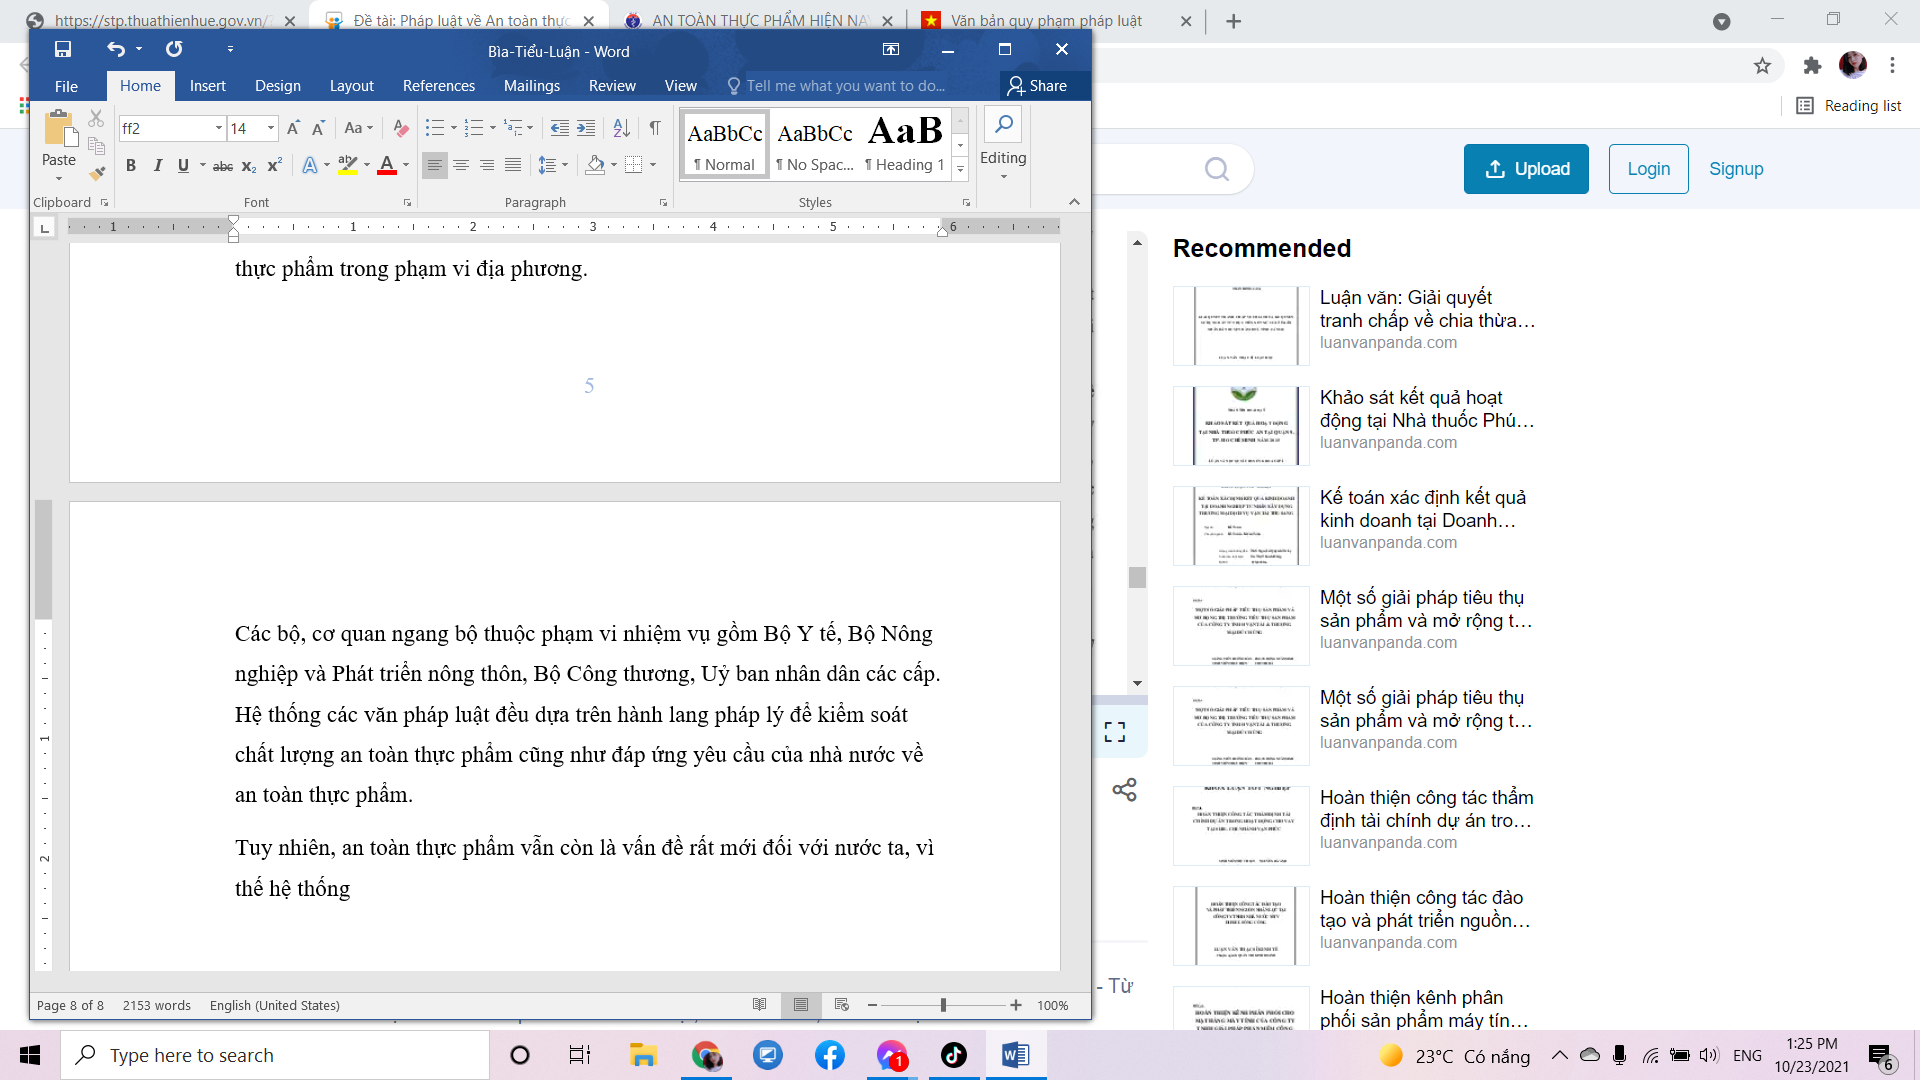 https://stp.thuathienhue.gov.vn/
Đề tài: Pháp luật về An toàn thực
AN TOÀN THỰC PHẨM HIỆN NAY
Văn bản quy phạm pháp luật
Bìa-Tiểu-Luận - Word
File Home Insert Design Layout References Mailings Review View Tell me what you want to do... Share
Reading list
Paste
ff2 14
Aa
AaBbCc AaBbCc AaB
¶ Normal ¶ No Spac... ¶ Heading 1
Editing
Clipboard Font Paragraph Styles
Upload Login Signup
1 1 2 3 4 5 6
thực phẩm trong phạm vi địa phương.
5
Các bộ, cơ quan ngang bộ thuộc phạm vi nhiệm vụ gồm Bộ Y tế, Bộ Nông
nghiệp và Phát triển nông thôn, Bộ Công thương, Uỷ ban nhân dân các cấp.
Hệ thống các văn pháp luật đều dựa trên hành lang pháp lý để kiểm soát
chất lượng an toàn thực phẩm cũng như đáp ứng yêu cầu của nhà nước về
an toàn thực phẩm.
Tuy nhiên, an toàn thực phẩm vẫn còn là vấn đề rất mới đối với nước ta, vì
thế hệ thống
1
2
Page 8 of 8 2153 words English (United States) 100%
- Từ
Recommended
Luận văn: Giải quyết
tranh chấp về chia thừa...
luanvanpanda.com
Khảo sát kết quả hoạt
động tại Nhà thuốc Phú...
luanvanpanda.com
Kế toán xác định kết quả
kinh doanh tại Doanh...
luanvanpanda.com
Một số giải pháp tiêu thụ
sản phẩm và mở rộng t...
luanvanpanda.com
Một số giải pháp tiêu thụ
sản phẩm và mở rộng t...
luanvanpanda.com
Hoàn thiện công tác thẩm
định tài chính dự án tro...
luanvanpanda.com
Hoàn thiện công tác đào
tạo và phát triển nguồn...
luanvanpanda.com
Hoàn thiện kênh phân
phối sản phẩm máy tín...
Type here to search
1
23°C Có nắng
ENG
1:25 PM
10/23/2021
6